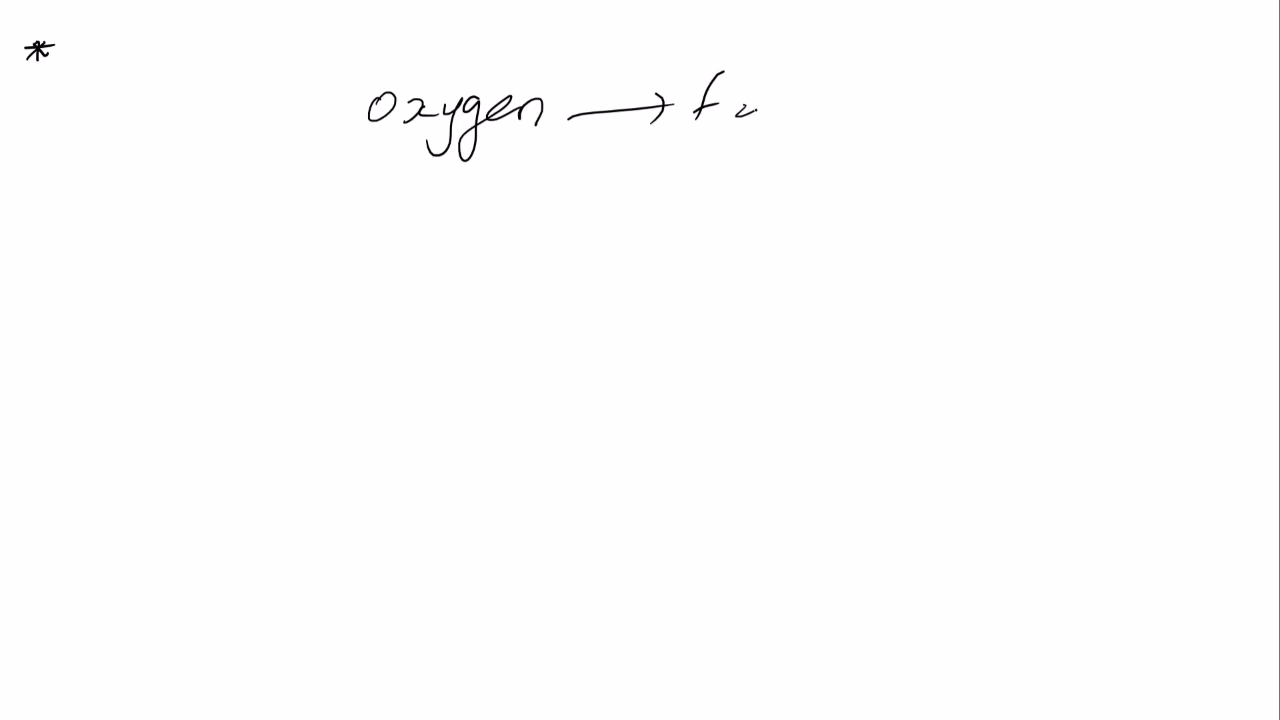 *
oxygen → f